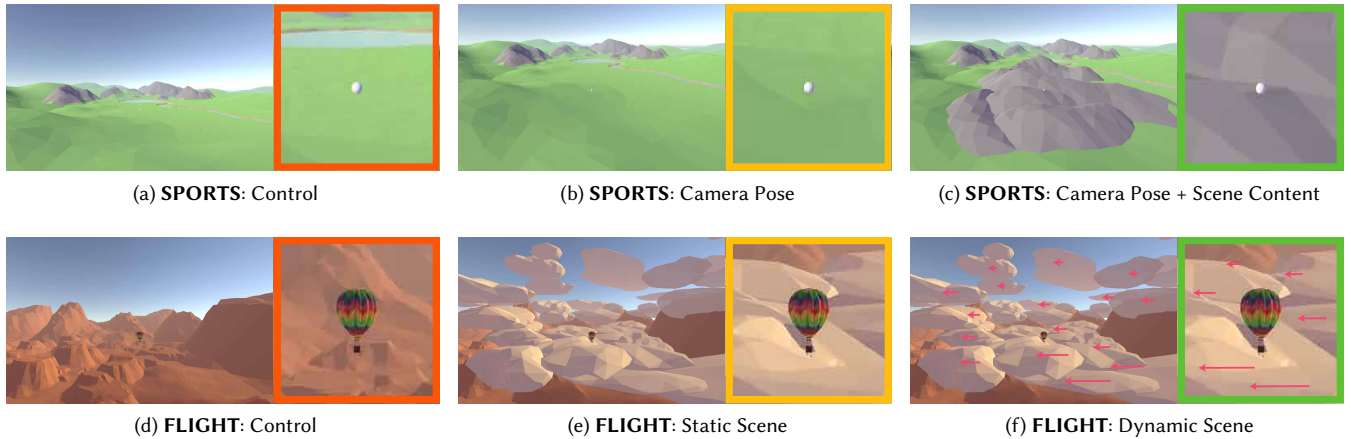 (a) SPORTS: Control
(b) SPORTS: Camera Pose
(c) SPORTS: Camera Pose + Scene Content
(d) FLIGHT: Control
(e) FLIGHT: Static Scene
(f) FLIGHT: Dynamic Scene